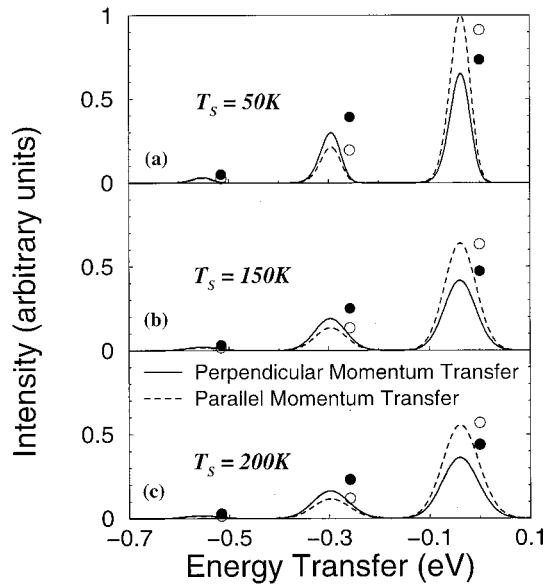 1
0.5
T_S = 50K
(a)
0
0.5
T_S = 150K
(b)
0
Perpendicular Momentum Transfer
Parallel Momentum Transfer
0.5
T_S = 200K
(c)
0
−0.7 −0.5 −0.3 −0.1 0.1
Energy Transfer (eV)
Intensity (arbitrary units)